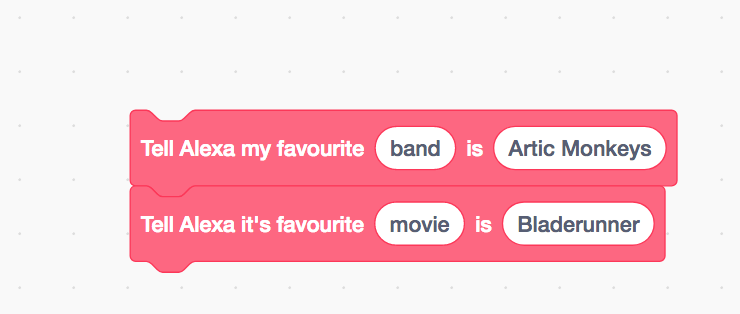 Tell Alexa my favourite band is Artic Monkeys
Tell Alexa it's favourite movie is Bladerunner